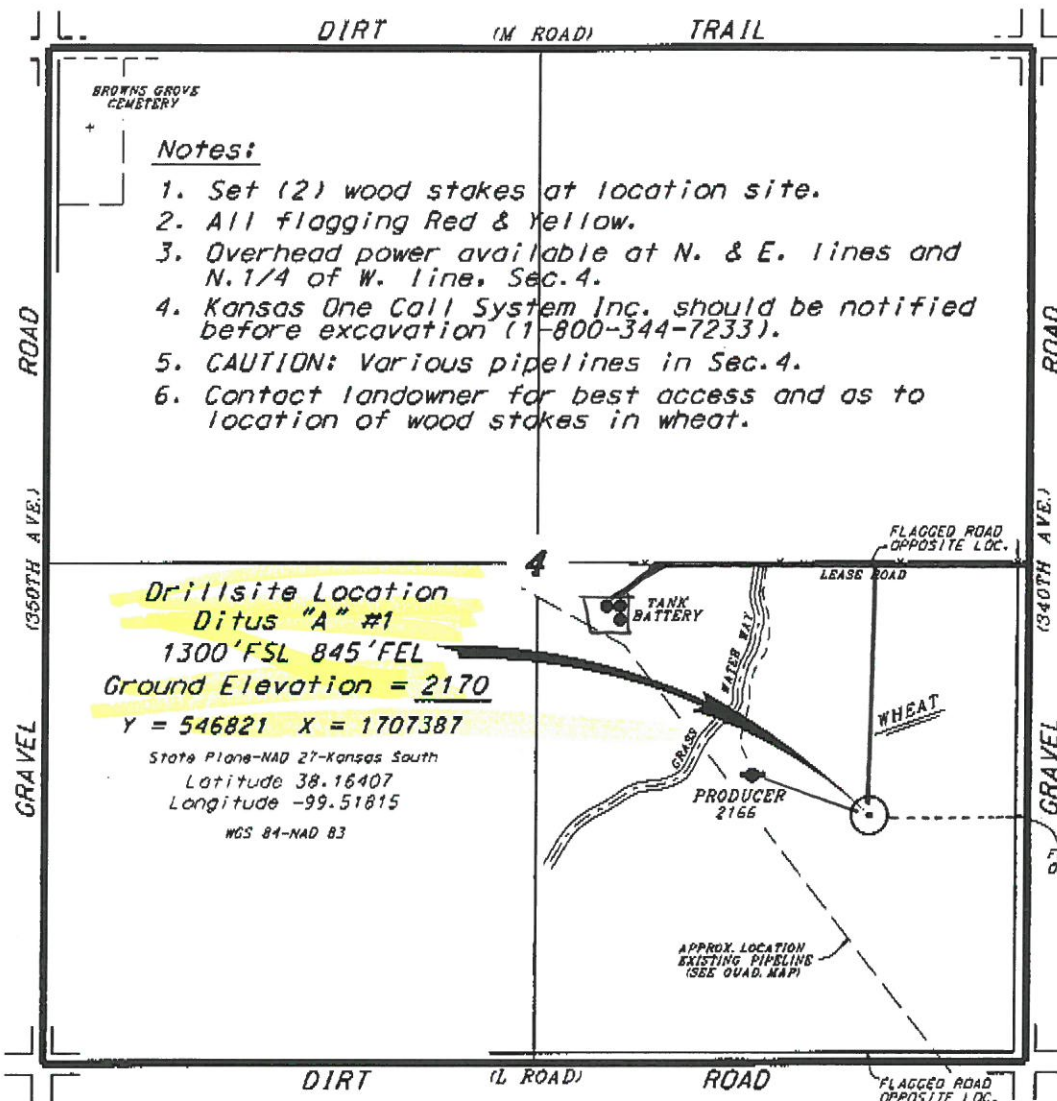 DIRT (M ROAD) TRAIL
BROWNS GROVE
CEMETERY
Notes:
1. Set (2) wood stakes at location site.
2. All flagging Red & Yellow.
3. Overhead power available at N. & E. lines and
N.1/4 of W. line, Sec.4.
4. Kansas One Call System Inc. should be notified
before excavation (1-800-344-7233).
5. CAUTION: Various pipelines in Sec.4.
6. Contact landowner for best access and as to
location of wood stakes in wheat.
GRAVEL (350TH AVE.) ROAD
GRAVEL (340TH AVE.) ROAD
4
FLAGGED ROAD
OPPOSITE LOC.
LEASE ROAD
TANK
BATTERY
Drillsite Location
Ditus "A" #1
1300'FSL 845'FEL
Ground Elevation = 2170
Y = 546821 X = 1707387
State Plane-NAD 27-Kansas South
Latitude 38.16407
Longitude -99.51815
WGS 84-NAD 83
GRASS WATER WAY
WHEAT
PRODUCER
2166
APPROX. LOCATION
EXISTING PIPELINE
(SEE QUAD. MAP)
DIRT (L ROAD) ROAD
FLAGGED ROAD
OPPOSITE LOC.